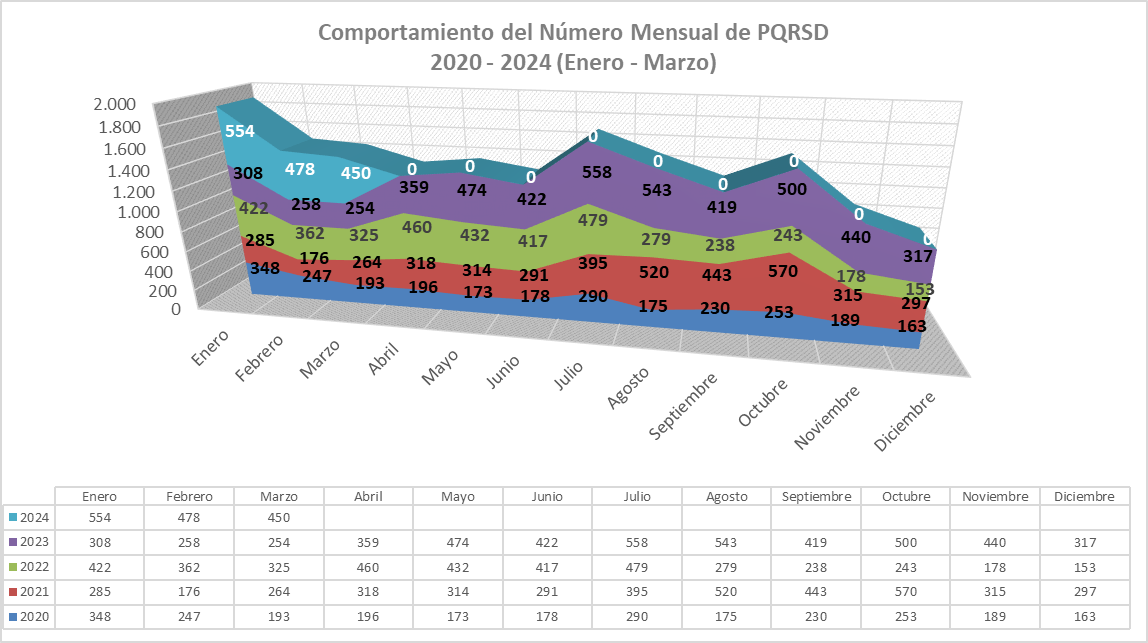 Comportamiento del Número Mensual de PQRSD
2020 - 2024 (Enero - Marzo)
2.000
1.800
1.600
1.400
1.200
1.000
800
600
400
200
0
554 478 450 0 0 0 0 0 0 0 0 0
308 258 254 359 474 422 558 543 419 500 440 317
422 362 325 460 432 417 479 279 238 243 178 153
285 176 264 318 314 291 395 520 443 570 315 297
348 247 193 196 173 178 290 175 230 253 189 163
Enero Febrero Marzo Abril Mayo Junio Julio Agosto Septiembre Octubre Noviembre Diciembre
Enero Febrero Marzo Abril Mayo Junio Julio Agosto Septiembre Octubre Noviembre Diciembre
2024 554 478 450
2023 308 258 254 359 474 422 558 543 419 500 440 317
2022 422 362 325 460 432 417 479 279 238 243 178 153
2021 285 176 264 318 314 291 395 520 443 570 315 297
2020 348 247 193 196 173 178 290 175 230 253 189 163